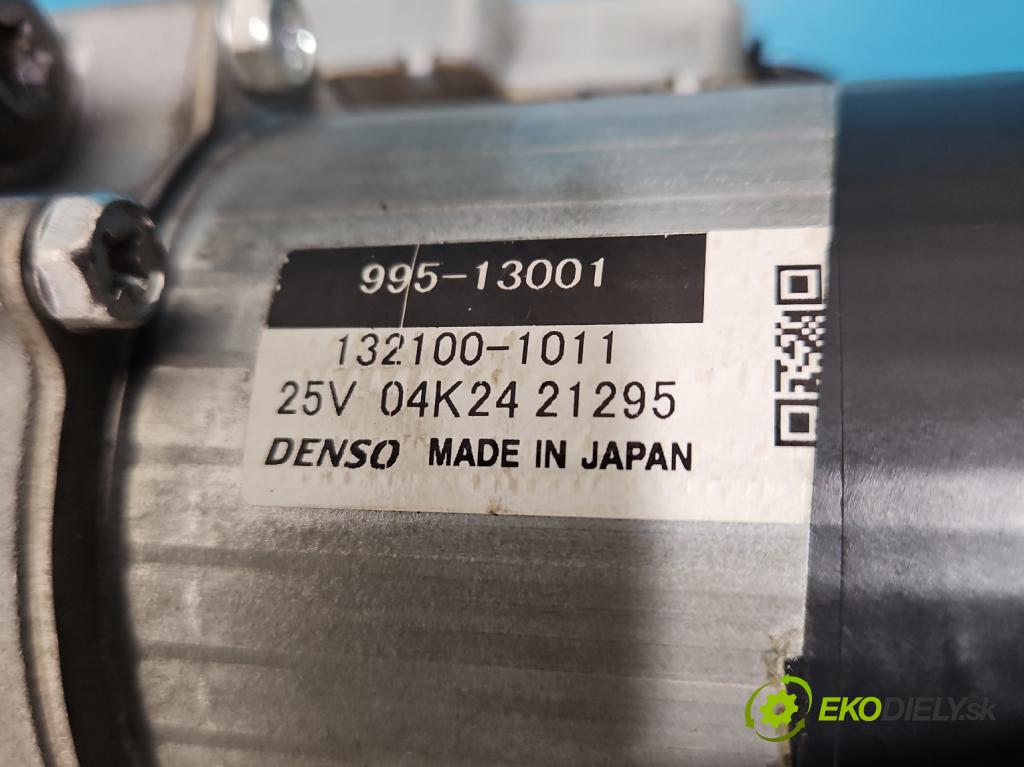 995-13001
132100-1011
25V 04K24 21295
DENSO MADE IN JAPAN
EKODIELY.sk